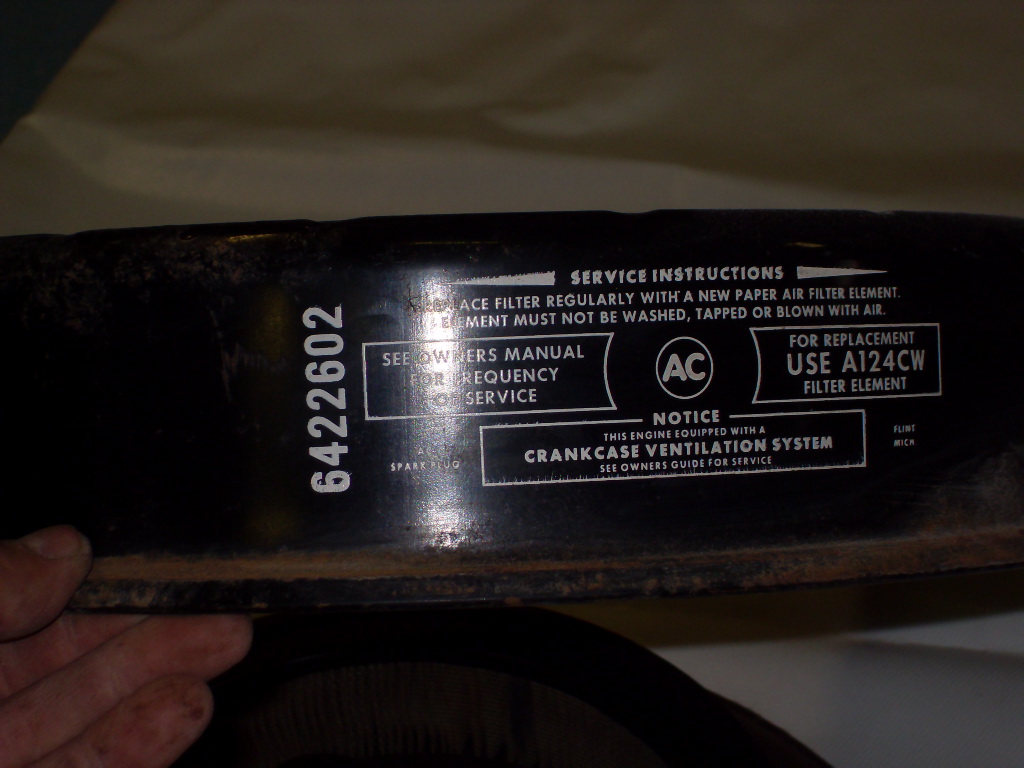 SERVICE INSTRUCTIONS
REPLACE FILTER REGULARLY WITH A NEW PAPER AIR FILTER ELEMENT.
ELEMENT MUST NOT BE WASHED, TAPPED OR BLOWN WITH AIR.
SEE OWNERS MANUAL
FOR FREQUENCY
OF SERVICE
AC
FOR REPLACEMENT
USE A124CW
FILTER ELEMENT
NOTICE
THIS ENGINE EQUIPPED WITH A
CRANKCASE VENTILATION SYSTEM
SEE OWNERS GUIDE FOR SERVICE
SPARK PLUG
FLINT
MICH
6422602